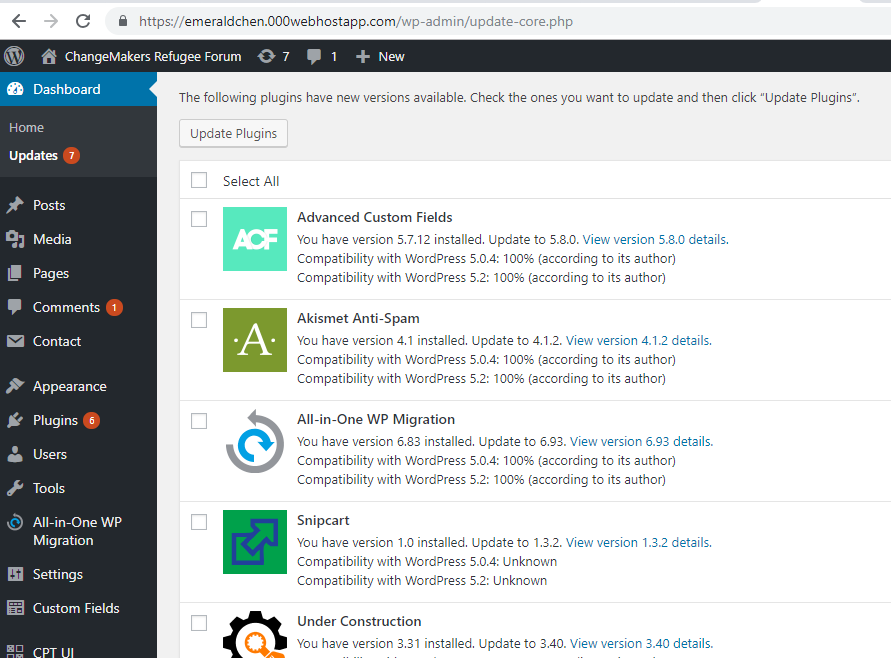 https://emeraldchen.000webhostapp.com/wp-admin/update-core.php
ChangeMakers Refugee Forum 7 1 New
Dashboard
Home
Updates 7
Posts
Media
Pages
Comments 1
Contact
Appearance
Plugins 6
Users
Tools
All-in-One WP
Migration
Settings
Custom Fields
CPT UI
The following plugins have new versions available. Check the ones you want to update and then click “Update Plugins”.
Update Plugins
Select All
ACF
Advanced Custom Fields
You have version 5.7.12 installed. Update to 5.8.0. View version 5.8.0 details.
Compatibility with WordPress 5.0.4: 100% (according to its author)
Compatibility with WordPress 5.2: 100% (according to its author)
·A·
Akismet Anti-Spam
You have version 4.1 installed. Update to 4.1.2. View version 4.1.2 details.
Compatibility with WordPress 5.0.4: 100% (according to its author)
Compatibility with WordPress 5.2: 100% (according to its author)
All-in-One WP Migration
You have version 6.83 installed. Update to 6.93. View version 6.93 details.
Compatibility with WordPress 5.0.4: 100% (according to its author)
Compatibility with WordPress 5.2: 100% (according to its author)
Snipcart
You have version 1.0 installed. Update to 1.3.2. View version 1.3.2 details.
Compatibility with WordPress 5.0.4: Unknown
Compatibility with WordPress 5.2: Unknown
Under Construction
You have version 3.31 installed. Update to 3.40. View version 3.40 details.